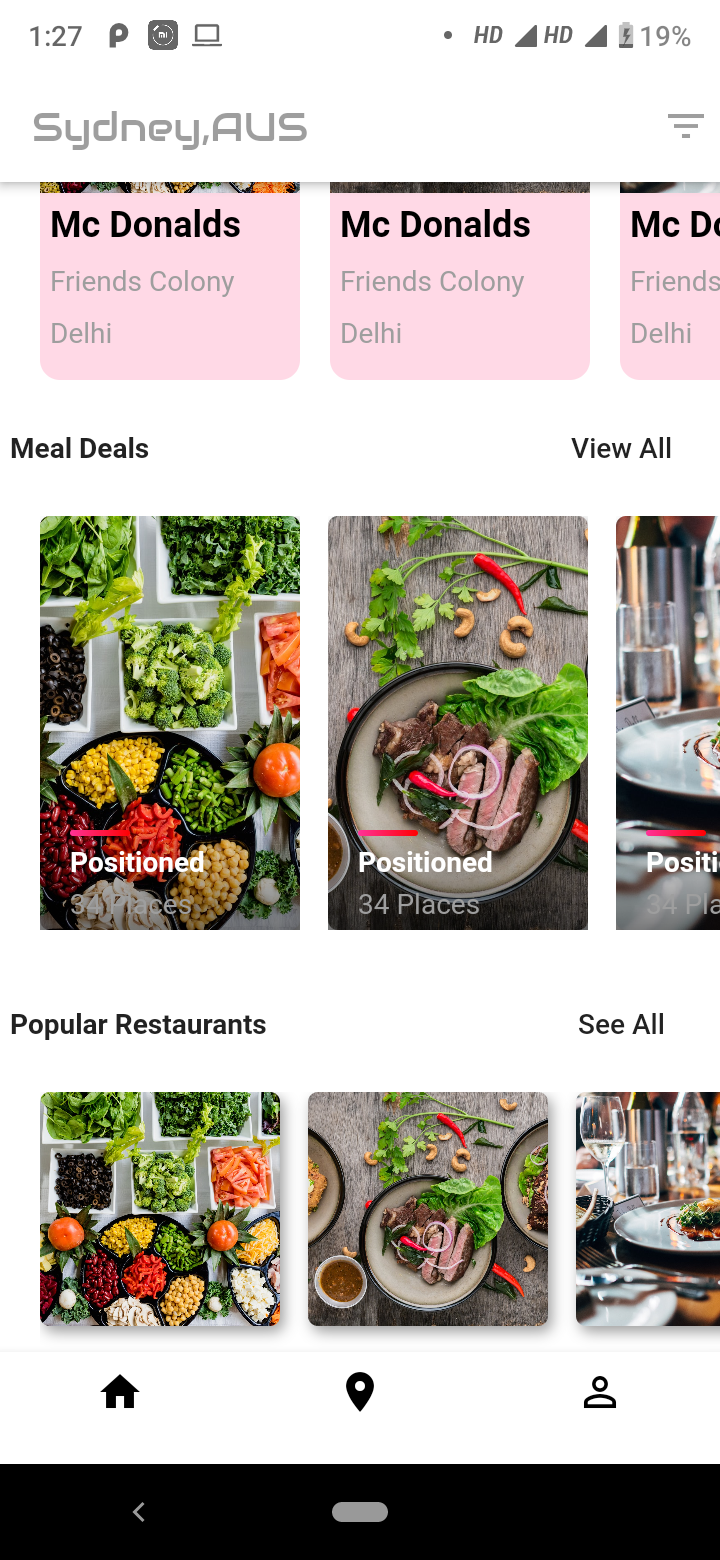 1:27 HD HD 19%
Sydney,AUS
Mc Donalds Mc Donalds Mc Do
Friends Colony Friends Colony Friends
Delhi Delhi Delhi
Meal Deals View All
Positioned Positioned Positi
34 Places 34 Places 34 Pla
Popular Restaurants See All